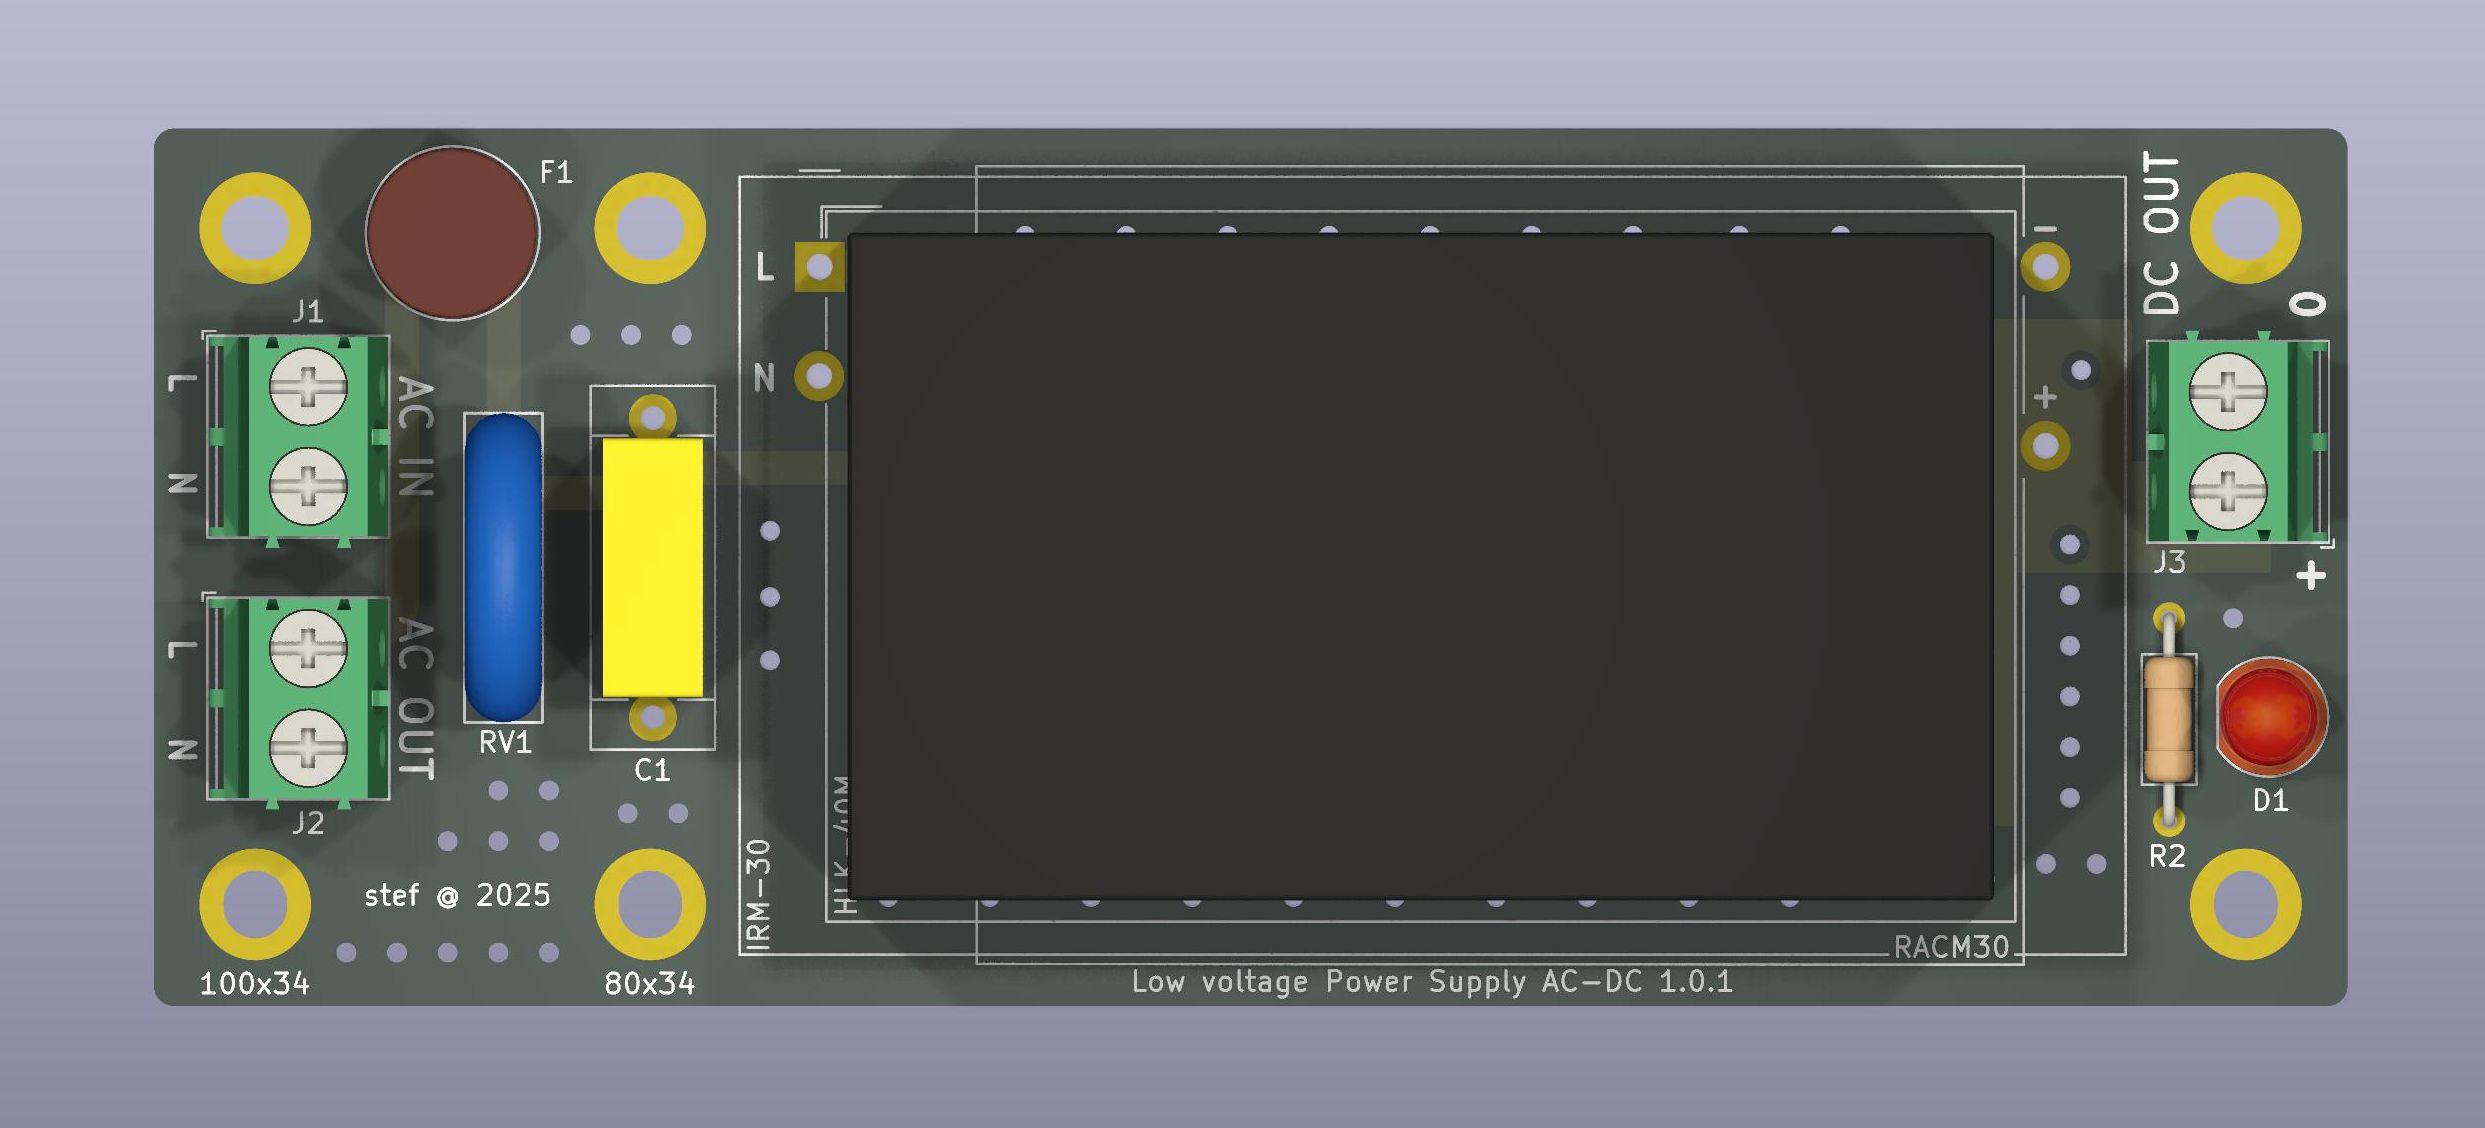 F1
J1
L
N
AC IN
L
N
AC OUT
J2
RV1
C1
stef @ 2025
100x34
80x34
L
N
IRM-30
HLK-40M
RACM30
Low voltage Power Supply AC-DC 1.0.1
-
+
DC OUT
0
J3
+
R2
D1